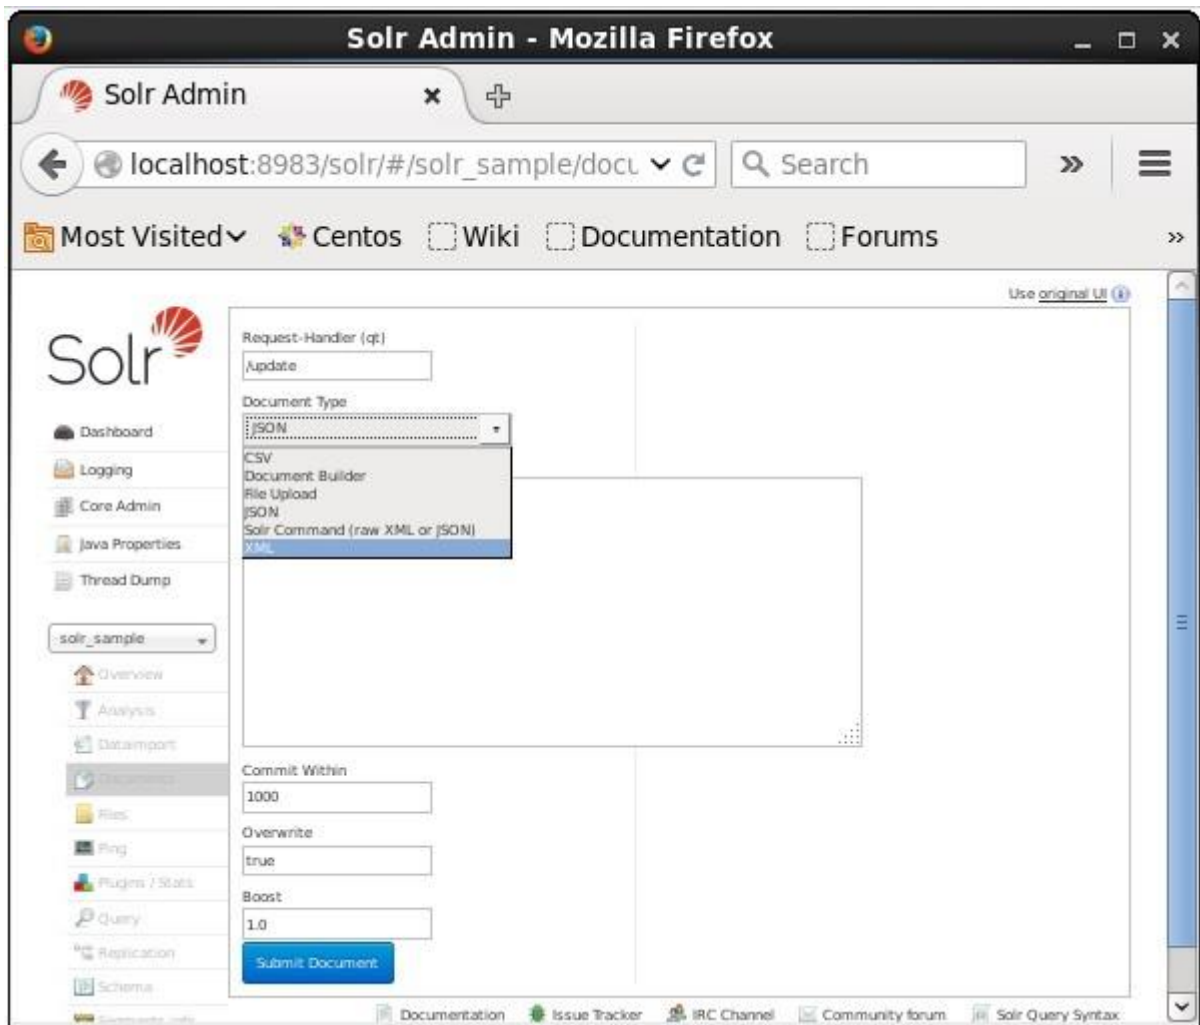 Solr Admin - Mozilla Firefox
Solr Admin
localhost:8983/solr/#/solr_sample/docu
Search
Most Visited
Centos
Wiki
Documentation
Forums
Use original UI
Solr
Dashboard
Logging
Core Admin
Java Properties
Thread Dump
solr_sample
Overview
Analysis
Dataimport
Documents
Files
Ping
Plugins / Stats
Query
Replication
Schema
Request-Handler (qt)
/update
Document Type
JSON
CSV
Document Builder
File Upload
JSON
Solr Command (raw XML or JSON)
XML
Commit Within
1000
Overwrite
true
Boost
1.0
Submit Document
Documentation
Issue Tracker
IRC Channel
Community forum
Solr Query Syntax